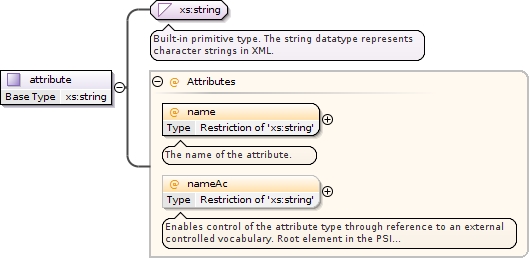 xs:string
Built-in primitive type. The string datatype represents
character strings in XML.
attribute
Base Type xs:string
Attributes
name
Type Restriction of 'xs:string'
The name of the attribute.
nameAc
Type Restriction of 'xs:string'
Enables control of the attribute type through reference to an external
controlled vocabulary. Root element in the PSI...